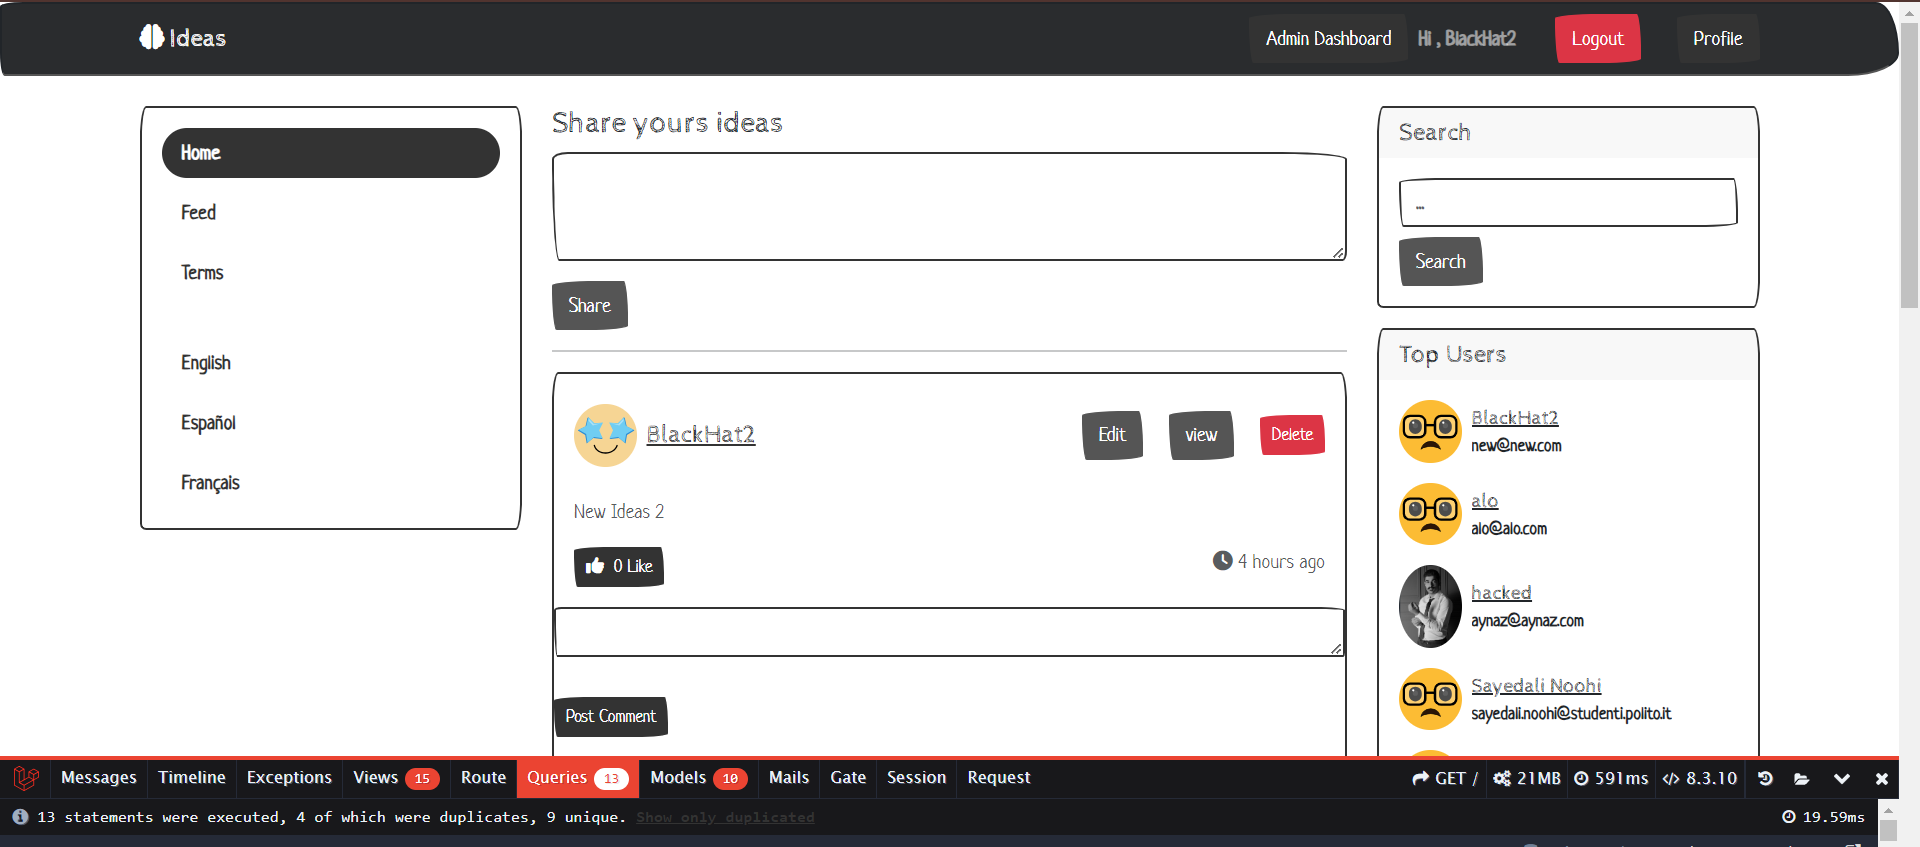 Ideas
Admin Dashboard
Hi , BlackHat2
Logout
Profile
Home
Feed
Terms
English
Español
Français
Share yours ideas
Share
BlackHat2
Edit
view
Delete
New Ideas 2
0 Like
4 hours ago
Post Comment
Search
...
Search
Top Users
BlackHat2
new@new.com
alo
alo@alo.com
hacked
aynaz@aynaz.com
Sayedali Noohi
sayedali.noohi@studenti.polito.it
Messages Timeline Exceptions Views 15 Route Queries 13 Models 10 Mails Gate Session Request GET / 21MB 591ms 8.3.10
13 statements were executed, 4 of which were duplicates, 9 unique. Show only duplicated 19.59ms